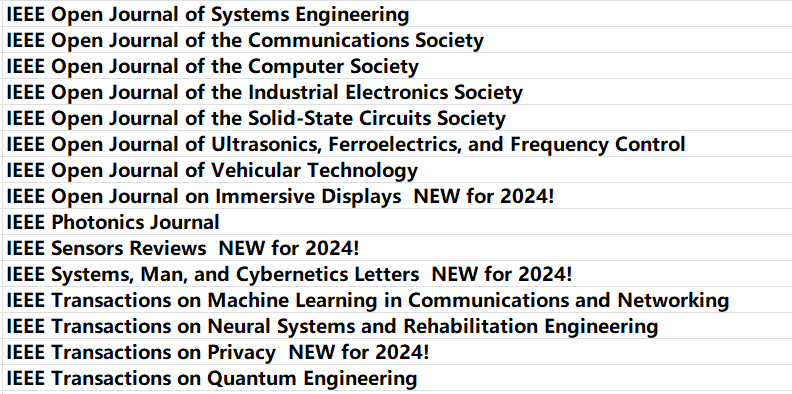 IEEE Open Journal of Systems Engineering
IEEE Open Journal of the Communications Society
IEEE Open Journal of the Computer Society
IEEE Open Journal of the Industrial Electronics Society
IEEE Open Journal of the Solid-State Circuits Society
IEEE Open Journal of Ultrasonics, Ferroelectrics, and Frequency Control
IEEE Open Journal of Vehicular Technology
IEEE Open Journal on Immersive Displays  NEW for 2024!
IEEE Photonics Journal
IEEE Sensors Reviews  NEW for 2024!
IEEE Systems, Man, and Cybernetics Letters  NEW for 2024!
IEEE Transactions on Machine Learning in Communications and Networking
IEEE Transactions on Neural Systems and Rehabilitation Engineering
IEEE Transactions on Privacy  NEW for 2024!
IEEE Transactions on Quantum Engineering